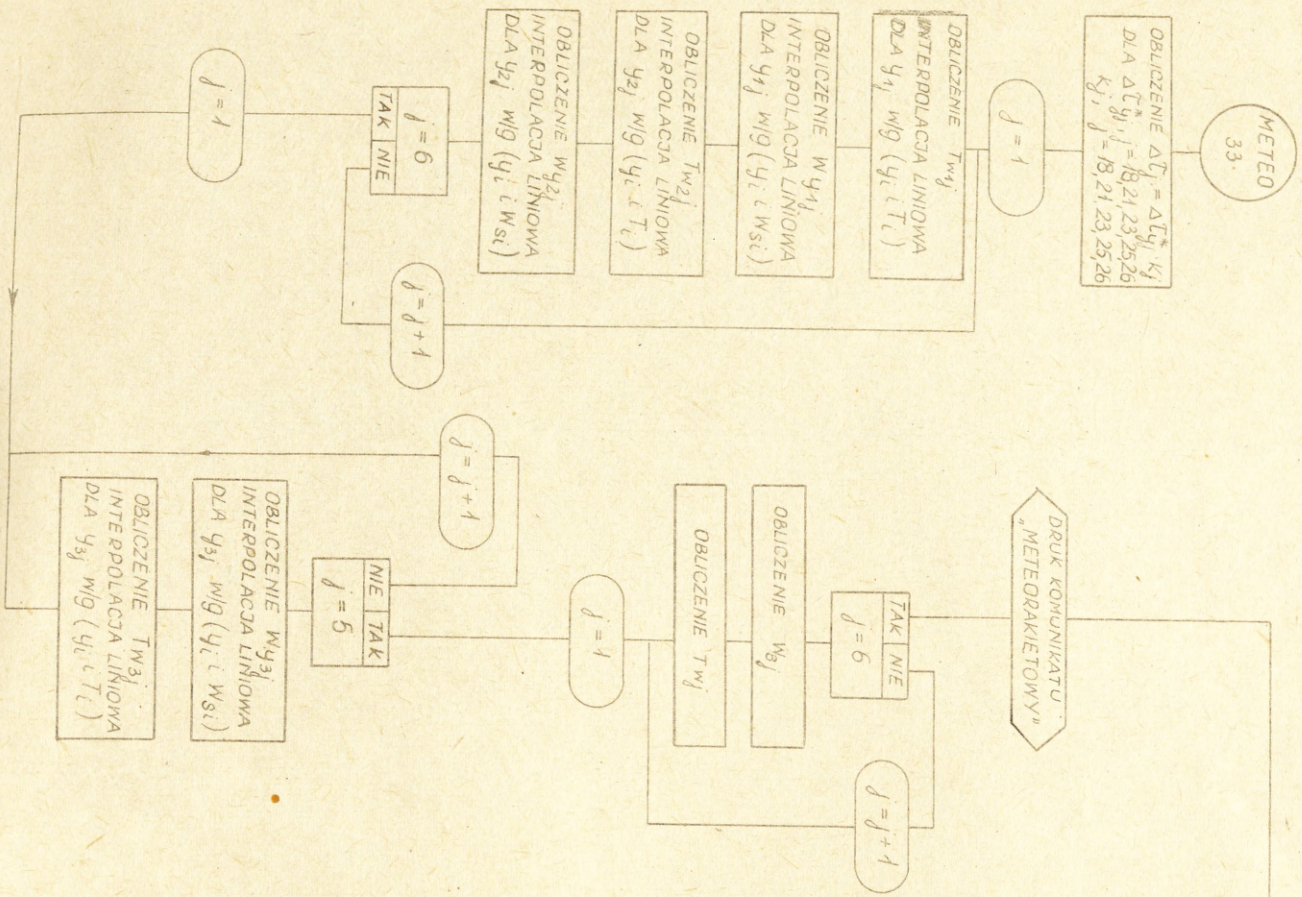 METEO
33.
OBLICZENIE Δτj = Δτ*yj · kj
DLA Δτ*yj, j = 18,21,23,25,26
kj, j = 18,21,23,25,26
j = 1
OBLICZENIE Tw1j
INTERPOLACJA LINIOWA
DLA y1j w/g (yi i Ti)
OBLICZENIE Wy1j
INTERPOLACJA LINIOWA
DLA y1j w/g (yi i Wsi)
OBLICZENIE Tw2j
INTERPOLACJA LINIOWA
DLA y2j w/g (yi i Ti)
OBLICZENIE Wy2j
INTERPOLACJA LINIOWA
DLA y2j w/g (yi i Wsi)
j = 6
TAK NIE
j = j+1
j = 1
OBLICZENIE Tw3j
INTERPOLACJA LINIOWA
DLA y3j w/g (yi i Ti)
OBLICZENIE Wy3j
INTERPOLACJA LINIOWA
DLA y3j w/g (yi i Wsi)
j = 5
NIE TAK
j = j+1
j = 1
OBLICZENIE Twj
OBLICZENIE W3j
j = 6
TAK NIE
j = j+1
DRUK KOMUNIKATU
„METEORAKIETOWY"